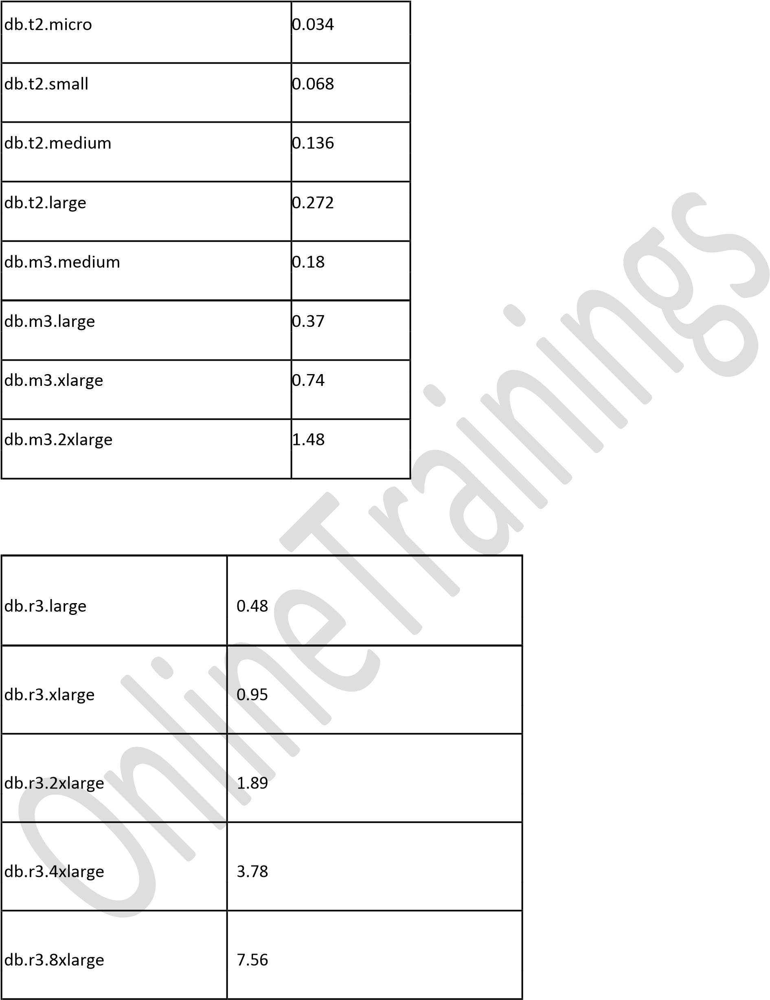 db.t2.micro 0.034
db.t2.small 0.068
db.t2.medium 0.136
db.t2.large 0.272
db.m3.medium 0.18
db.m3.large 0.37
db.m3.xlarge 0.74
db.m3.2xlarge 1.48
db.r3.large 0.48
db.r3.xlarge 0.95
db.r3.2xlarge 1.89
db.r3.4xlarge 3.78
db.r3.8xlarge 7.56
OnlineTrainings